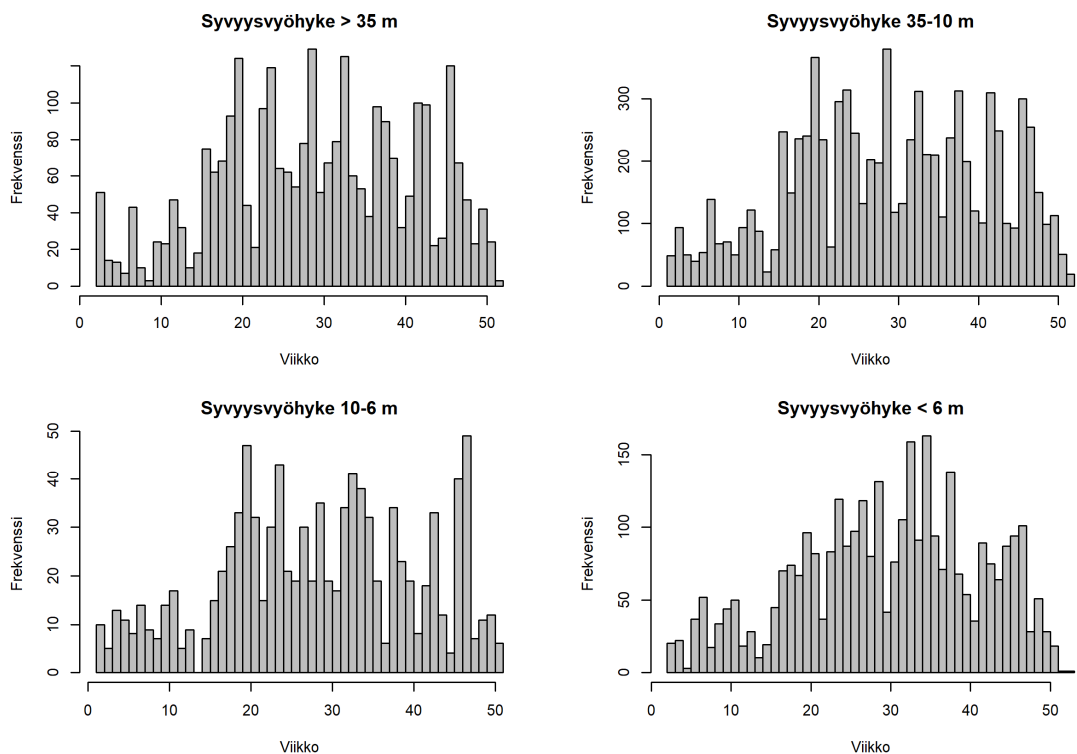 Syvyysvyöhyke > 35 m
Frekvenssi
0 20 40 60 80 100
0 10 20 30 40 50
Viikko
Syvyysvyöhyke 35-10 m
Frekvenssi
0 100 200 300
0 10 20 30 40 50
Viikko
Syvyysvyöhyke 10-6 m
Frekvenssi
0 10 20 30 40 50
0 10 20 30 40 50
Viikko
Syvyysvyöhyke < 6 m
Frekvenssi
0 50 100 150
0 10 20 30 40 50
Viikko